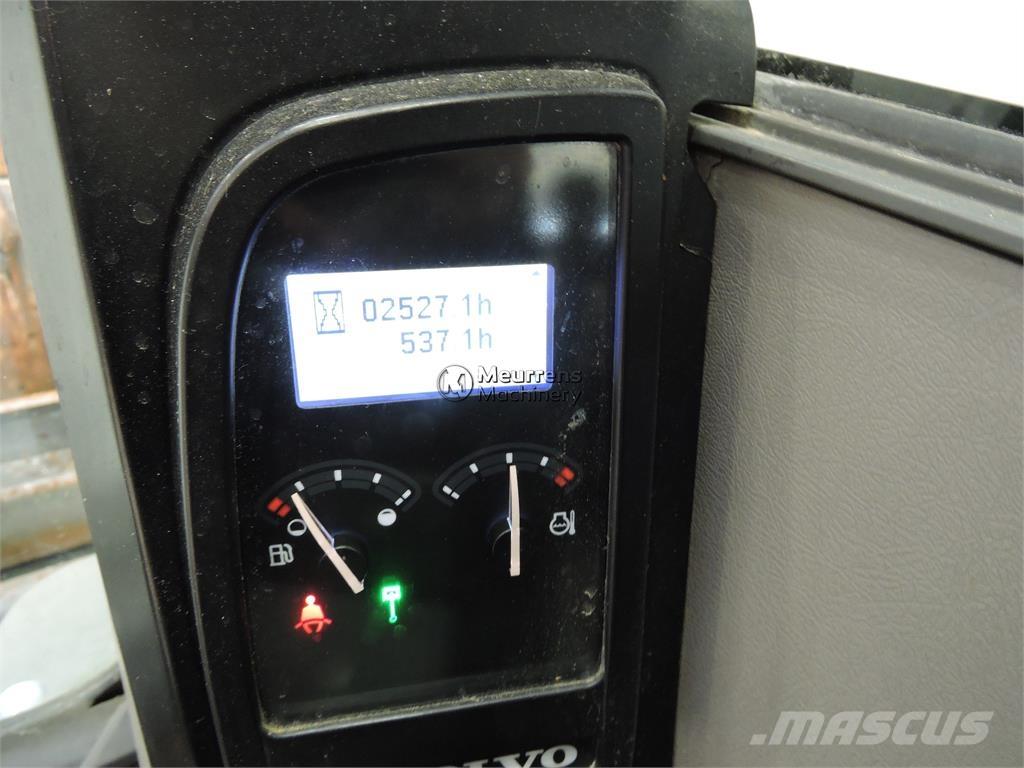 02527.1h
537.1h
Meurrens
Machinery
MASCUS